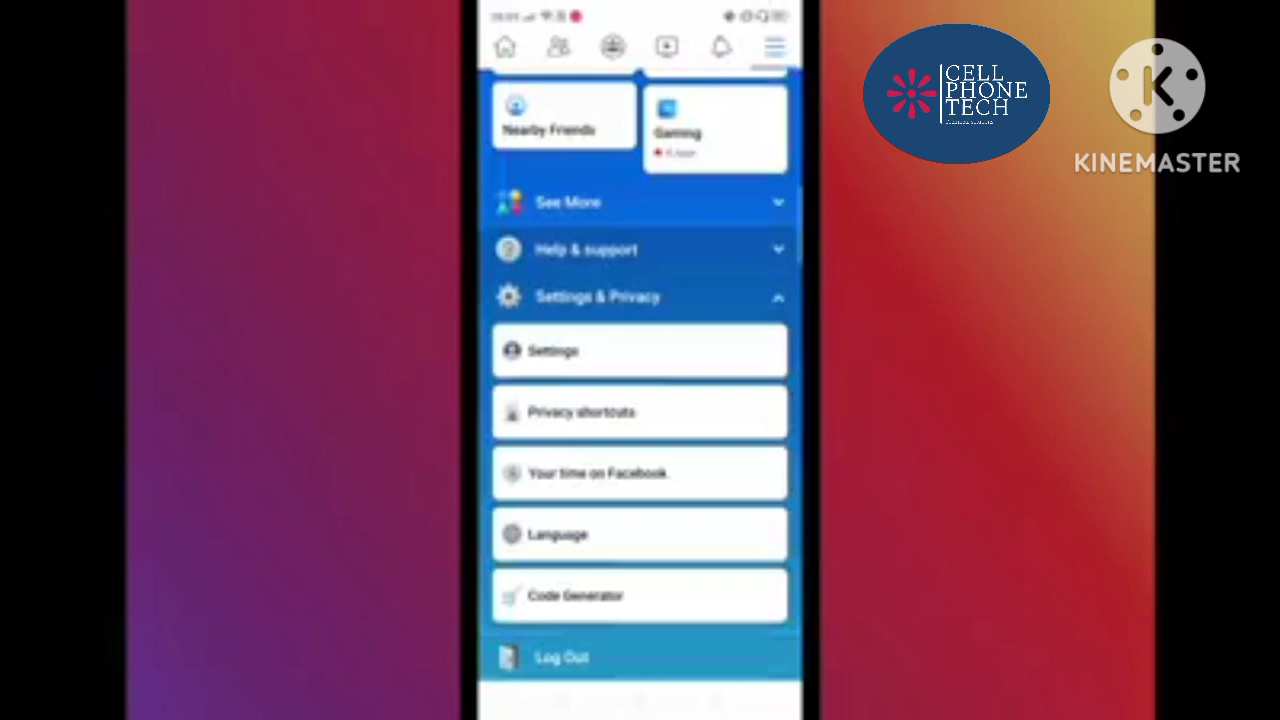 CELL
PHONE
TECH
KINEMASTER
Nearby Friends
Gaming
See More
Help & support
Settings & Privacy
Settings
Privacy shortcuts
Your time on Facebook
Language
Code Generator
Log Out